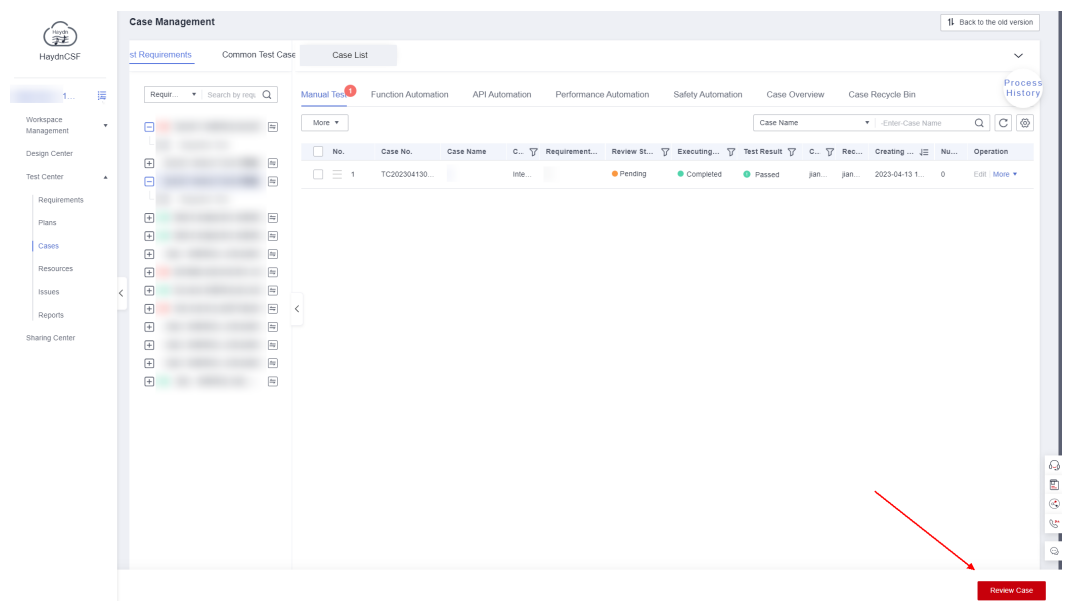 Case Management
Back to the old version
Haydn
HaydnCSF
st Requirements
Common Test Case
Case List
1...
Workspace
Management
Design Center
Test Center
Requirements
Plans
Cases
Resources
Issues
Reports
Sharing Center
Requir...
Search by requ
Manual Test
1
Function Automation
API Automation
Performance Automation
Safety Automation
Case Overview
Case Recycle Bin
Process
History
More
Case Name
-Enter-Case Name
No. Case No. Case Name C... Requirement... Review St... Executing... Test Result C... Rec... Creating ... Nu... Operation
1 TC202304130... Inte... Pending Completed Passed jian... jian... 2023-04-13 1... 0 Edit More
Review Case